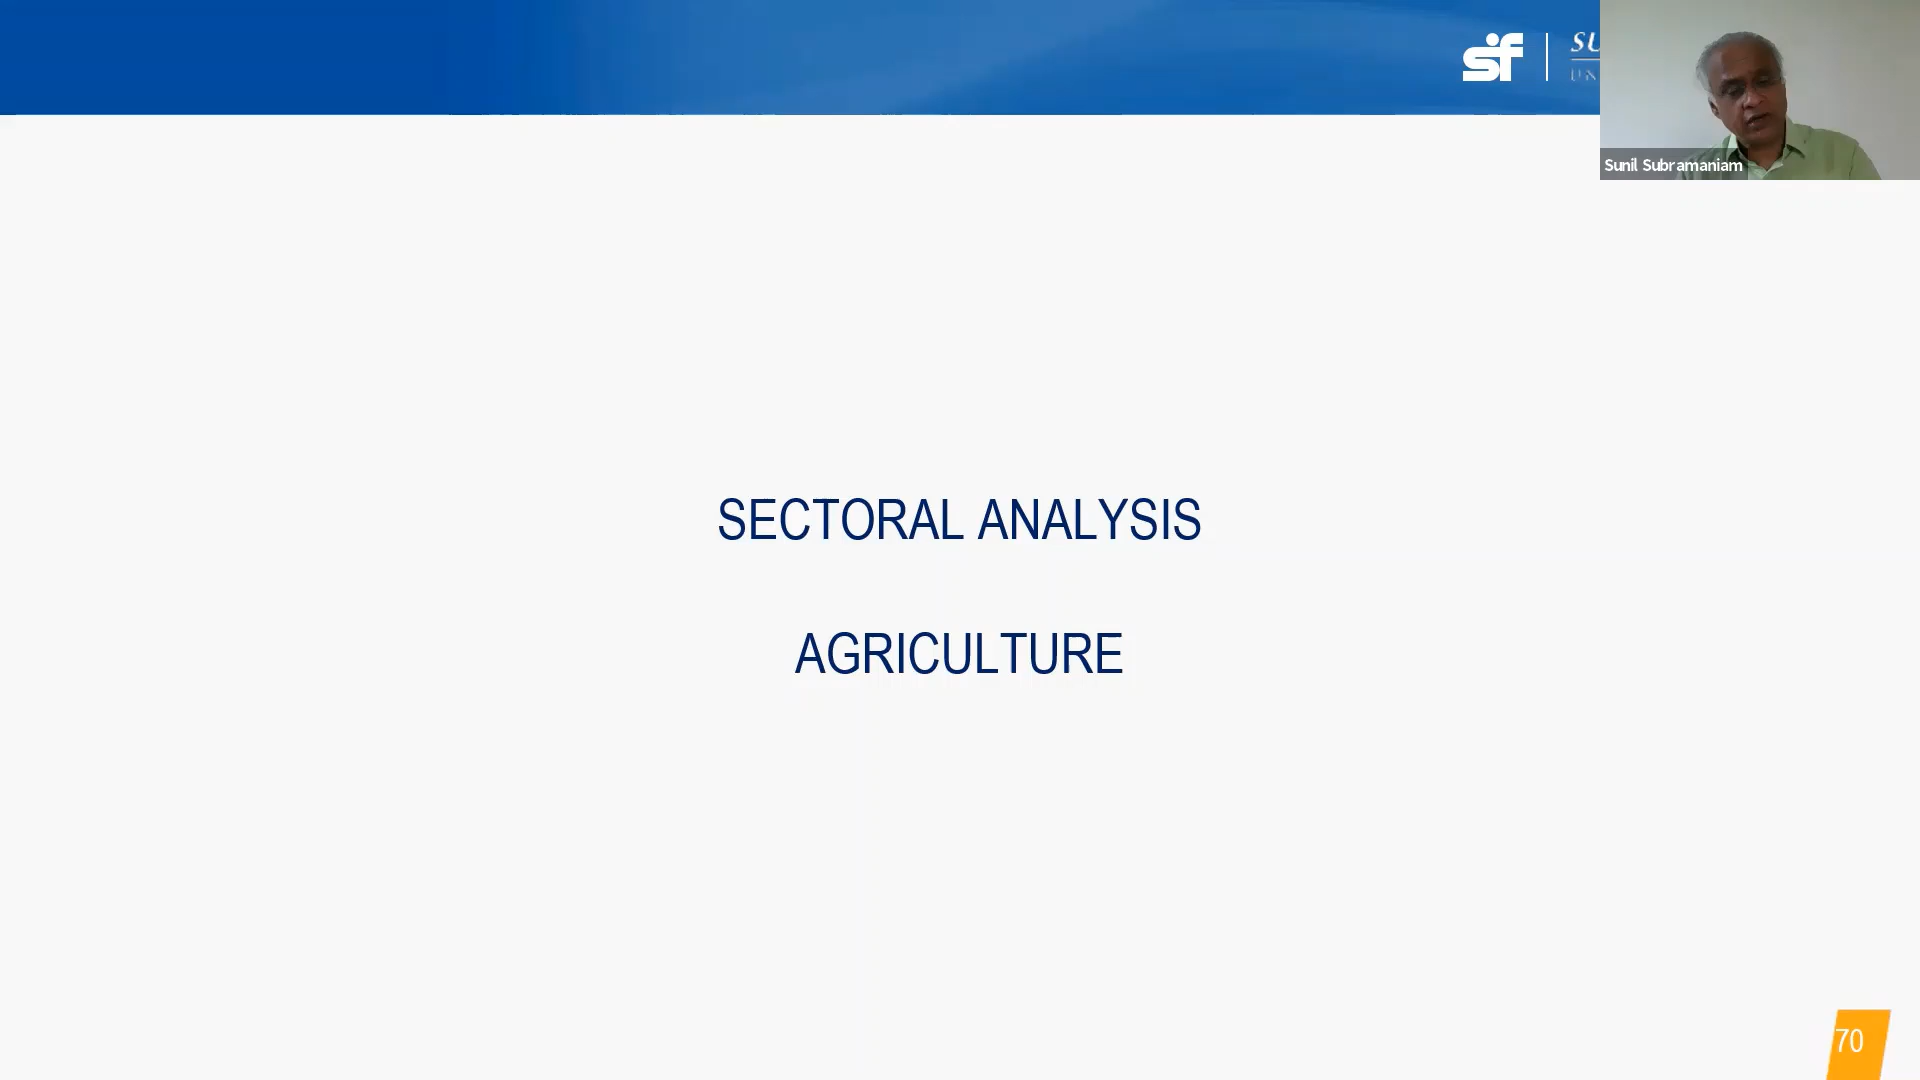 sf
Sunil Subramaniam
SECTORAL ANALYSIS
AGRICULTURE
70